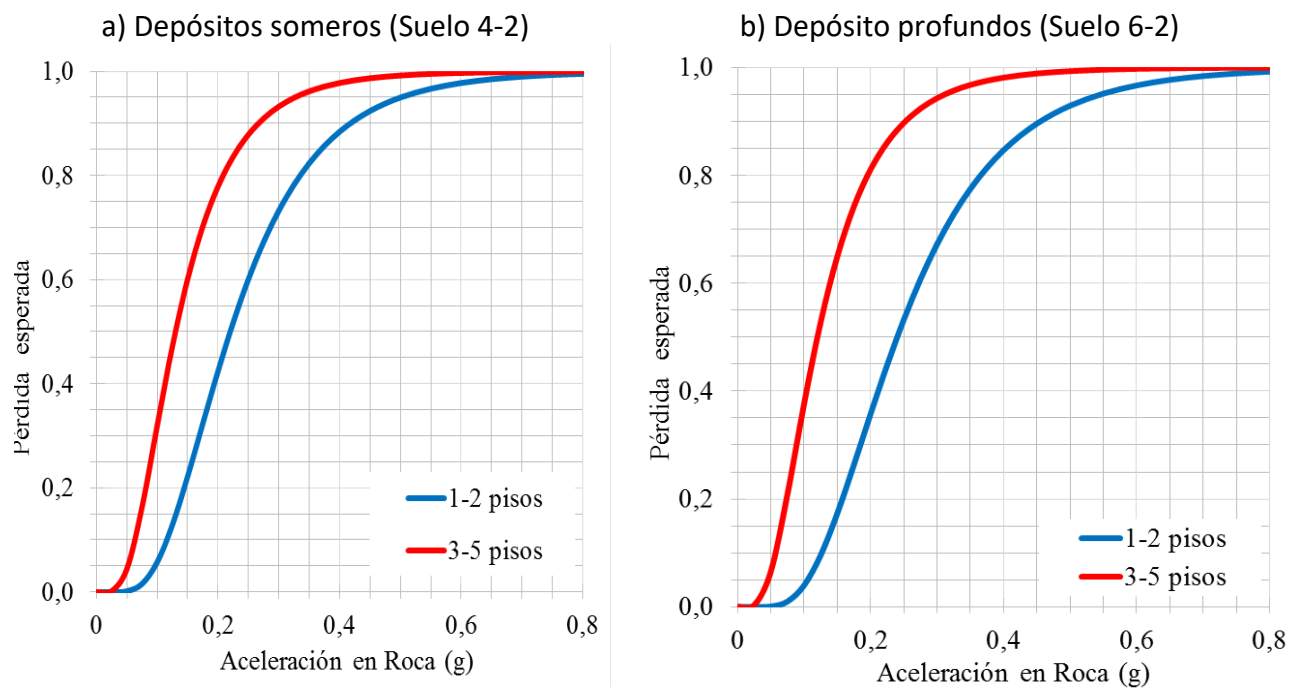 a) Depósitos someros (Suelo 4-2)
1,0
0,8
0,6
0,4
0,2
0,0
Pérdida esperada
0 0,2 0,4 0,6 0,8
Aceleración en Roca (g)
1-2 pisos
3-5 pisos
b) Depósito profundos (Suelo 6-2)
1.0
0.8
0.6
0.4
0.2
0.0
Pérdida esperada
0 0,2 0,4 0,6 0,8
Aceleración en Roca (g)
1-2 pisos
3-5 pisos